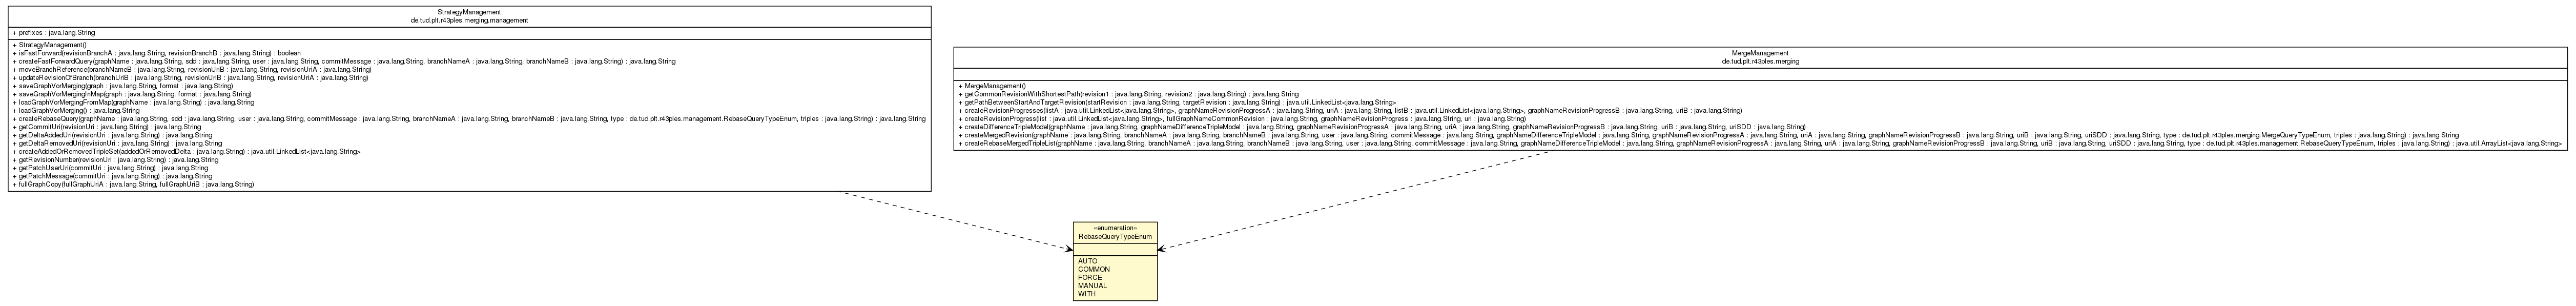 StrategyManagement
de.tud.plt.r43ples.merging.management
+ prefixes : java.lang.String
+ StrategyManagement()
+ isFastForward(revisionBranchA : java.lang.String, revisionBranchB : java.lang.String) : boolean
+ createFastForwardQuery(graphName : java.lang.String, sdd : java.lang.String, user : java.lang.String, commitMessage : java.lang.String, branchNameA : java.lang.String, branchNameB : java.lang.String) : java.lang.String
+ moveBranchReference(branchNameB : java.lang.String, revisionUriB : java.lang.String, revisionUriA : java.lang.String)
+ updateRevisionOfBranch(branchUriB : java.lang.String, revisionUriB : java.lang.String, revisionUriA : java.lang.String)
+ saveGraphVorMerging(graph : java.lang.String, format : java.lang.String)
+ saveGraphVorMergingInMap(graph : java.lang.String, format : java.lang.String)
+ loadGraphVorMergingFromMap(graphName : java.lang.String) : java.lang.String
+ loadGraphVorMerging() : java.lang.String
+ createRebaseQuery(graphName : java.lang.String, sdd : java.lang.String, user : java.lang.String, commitMessage : java.lang.String, branchNameA : java.lang.String, branchNameB : java.lang.String, type : de.tud.plt.r43ples.management.RebaseQueryTypeEnum, triples : java.lang.String) : java.lang.String
+ getCommitUri(revisionUri : java.lang.String) : java.lang.String
+ getDeltaAddedUri(revisionUri : java.lang.String) : java.lang.String
+ getDeltaRemovedUri(revisionUri : java.lang.String) : java.lang.String
+ createAddedOrRemovedTripleSet(addedOrRemovedDelta : java.lang.String) : java.util.LinkedList<java.lang.String>
+ getRevisionNumber(revisionUri : java.lang.String) : java.lang.String
+ getPatchUserUri(commitUri : java.lang.String) : java.lang.String
+ getPatchMessage(commitUri : java.lang.String) : java.lang.String
+ fullGraphCopy(fullGraphUriA : java.lang.String, fullGraphUriB : java.lang.String)
MergeManagement
de.tud.plt.r43ples.merging
+ MergeManagement()
+ getCommonRevisionWithShortestPath(revision1 : java.lang.String, revision2 : java.lang.String) : java.lang.String
+ getPathBetweenStartAndTargetRevision(startRevision : java.lang.String, targetRevision : java.lang.String) : java.util.LinkedList<java.lang.String>
+ createRevisionProgresses(listA : java.util.LinkedList<java.lang.String>, graphNameRevisionProgressA : java.lang.String, uriA : java.lang.String, listB : java.util.LinkedList<java.lang.String>, graphNameRevisionProgressB : java.lang.String, uriB : java.lang.String)
+ createRevisionProgress(list : java.util.LinkedList<java.lang.String>, fullGraphNameCommonRevision : java.lang.String, graphNameRevisionProgress : java.lang.String, uri : java.lang.String)
+ createDifferenceTripleModel(graphName : java.lang.String, graphNameDifferenceTripleModel : java.lang.String, graphNameRevisionProgressA : java.lang.String, uriA : java.lang.String, graphNameRevisionProgressB : java.lang.String, uriB : java.lang.String, uriSDD : java.lang.String)
+ createMergedRevision(graphName : java.lang.String, branchNameA : java.lang.String, branchNameB : java.lang.String, user : java.lang.String, commitMessage : java.lang.String, graphNameDifferenceTripleModel : java.lang.String, graphNameRevisionProgressA : java.lang.String, uriA : java.lang.String, graphNameRevisionProgressB : java.lang.String, uriB : java.lang.String, uriSDD : java.lang.String, type : de.tud.plt.r43ples.merging.MergeQueryTypeEnum, triples : java.lang.String) : java.lang.String
+ createRebaseMergedTripleList(graphName : java.lang.String, branchNameA : java.lang.String, branchNameB : java.lang.String, user : java.lang.String, commitMessage : java.lang.String, graphNameDifferenceTripleModel : java.lang.String, graphNameRevisionProgressA : java.lang.String, uriA : java.lang.String, graphNameRevisionProgressB : java.lang.String, uriB : java.lang.String, uriSDD : java.lang.String, type : de.tud.plt.r43ples.management.RebaseQueryTypeEnum, triples : java.lang.String) : java.util.ArrayList<java.lang.String>
«enumeration»
RebaseQueryTypeEnum
AUTO
COMMON
FORCE
MANUAL
WITH